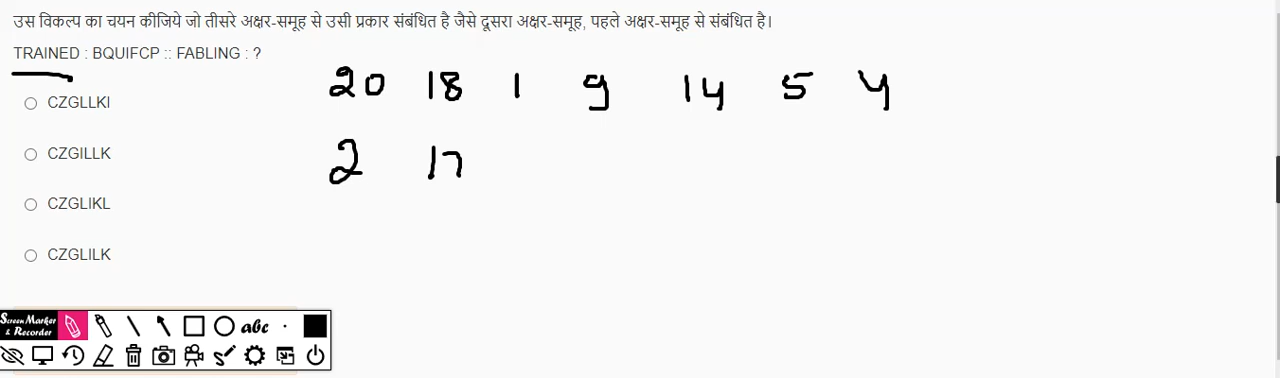 उस विकल्प का चयन कीजिये जो तीसरे अक्षर-समूह से उसी प्रकार संबंधित है जैसे दूसरा अक्षर-समूह, पहले अक्षर-समूह से संबंधित है।
TRAINED : BQUIFCP :: FABLING : ?
20 18 1 9 14 5 4
CZGLLKI
CZGILLK
2 17
CZGLIKL
CZGLILK
Screen Marker & Recorder
abc